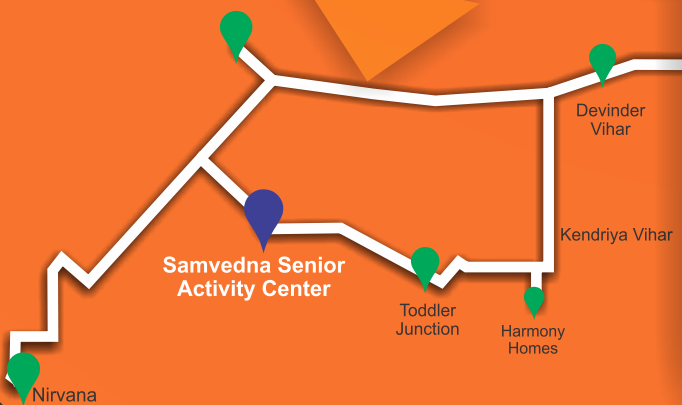 Devinder
Vihar
Kendriya Vihar
Samvedna Senior
Activity Center
Toddler
Junction
Harmony
Homes
Nirvana